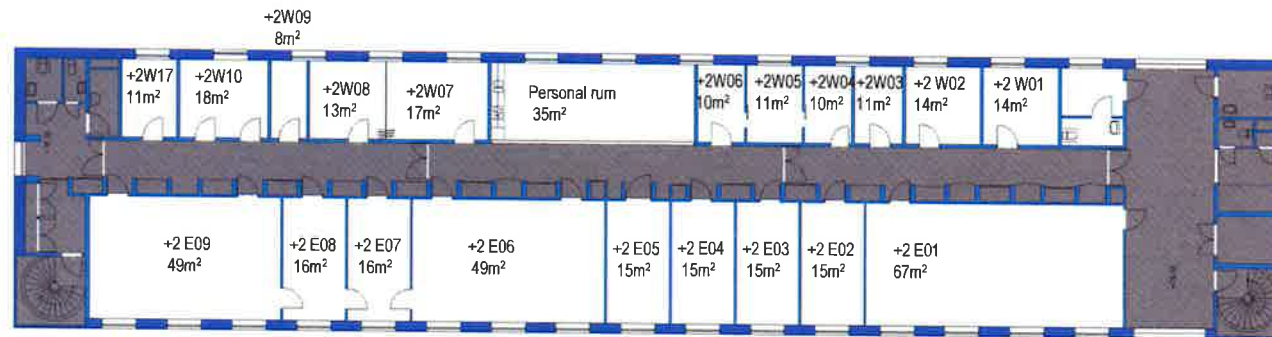 +2W09
8m²
+2W17
11m²
+2W10
18m²
+2W08
13m²
+2W07
17m²
Personal rum
35m²
+2W06
10m²
+2W05
11m²
+2W04
10m²
+2W03
11m²
+2 W02
14m²
+2 W01
14m²
+2 E09
49m²
+2 E08
16m²
+2 E07
16m²
+2 E06
49m²
+2 E05
15m²
+2 E04
15m²
+2 E03
15m²
+2 E02
15m²
+2 E01
67m²